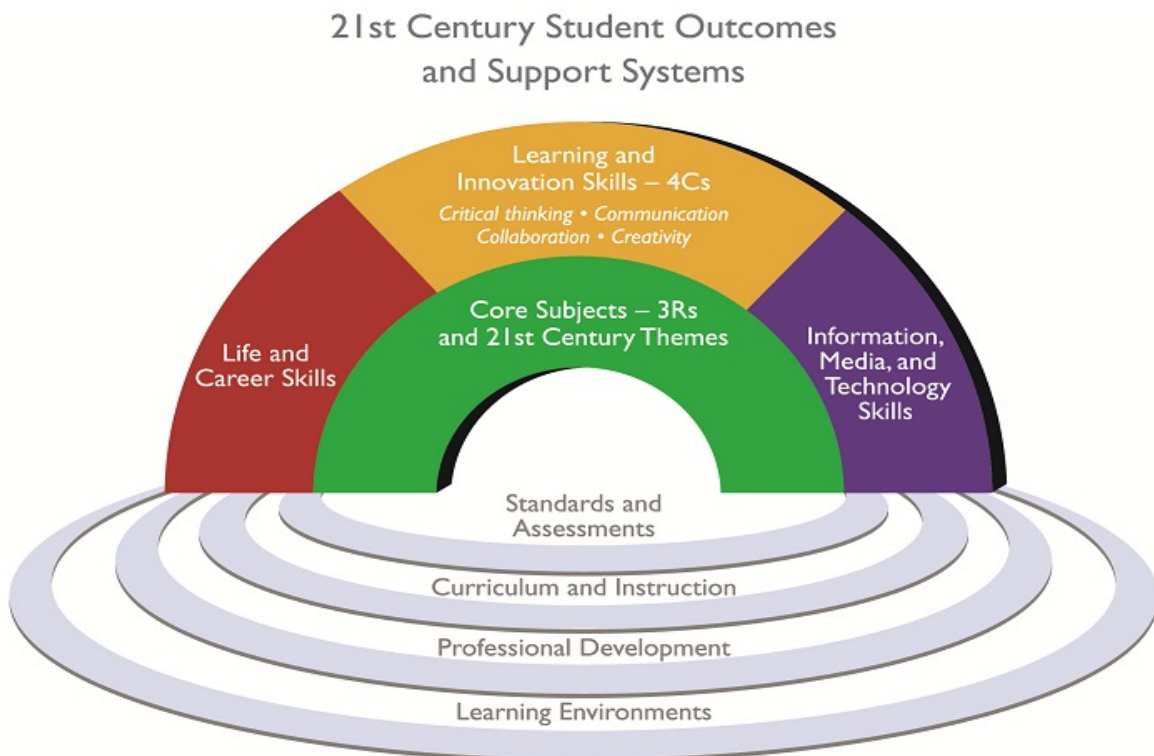 21st Century Student Outcomes
and Support Systems
Learning and
Innovation Skills – 4Cs
Critical thinking • Communication
Collaboration • Creativity
Core Subjects – 3Rs
and 21st Century Themes
Life and
Career Skills
Information,
Media, and
Technology
Skills
Standards and
Assessments
Curriculum and Instruction
Professional Development
Learning Environments